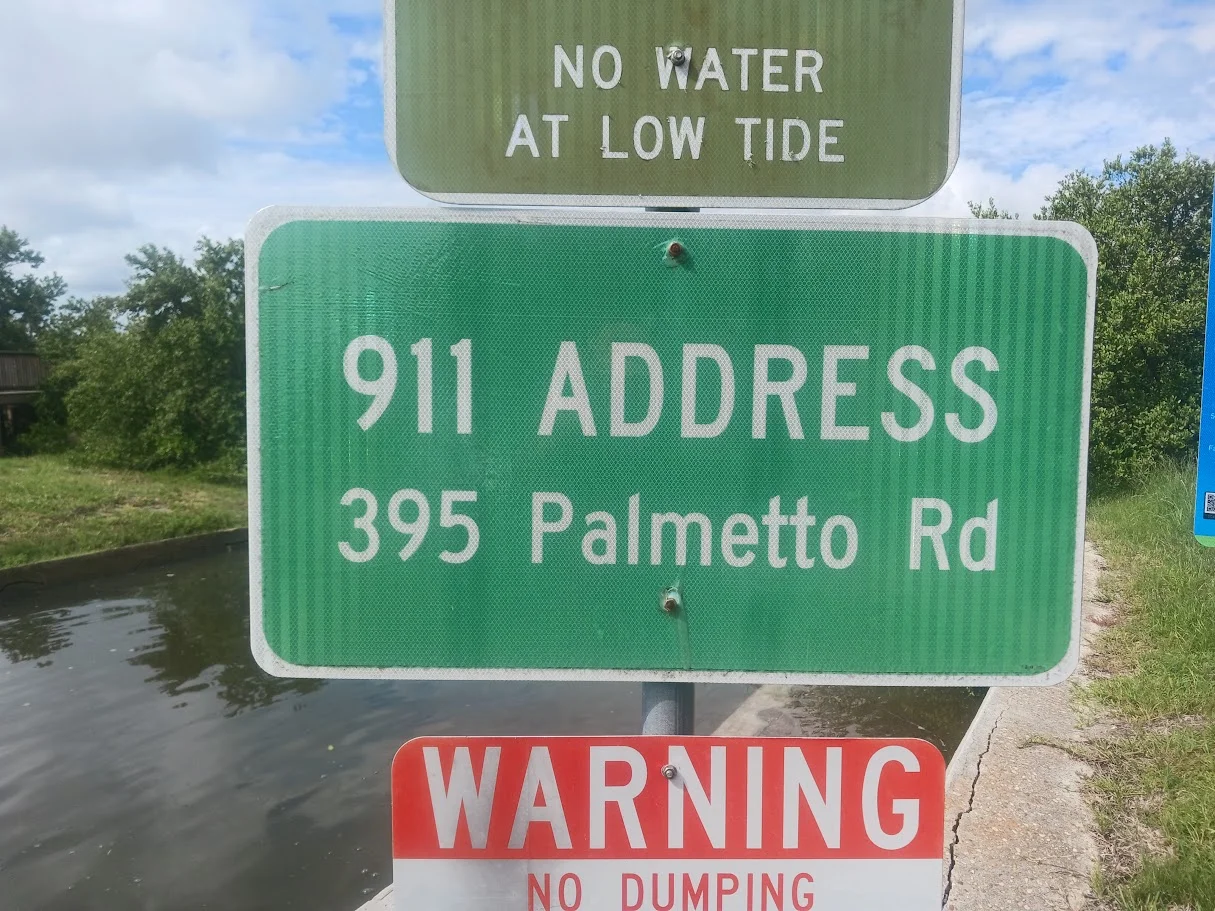 NO WATER
AT LOW TIDE
911 ADDRESS
395 Palmetto Rd
WARNING
NO DUMPING